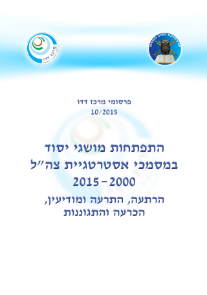 פרסומי מרכז דדו
10/2015
התפתחות מושגי יסוד
במסמכי אסטרטגיית צה"ל
2015-2000
הרתעה, התרעה ומודיעין,
הכרעה והתגוננות